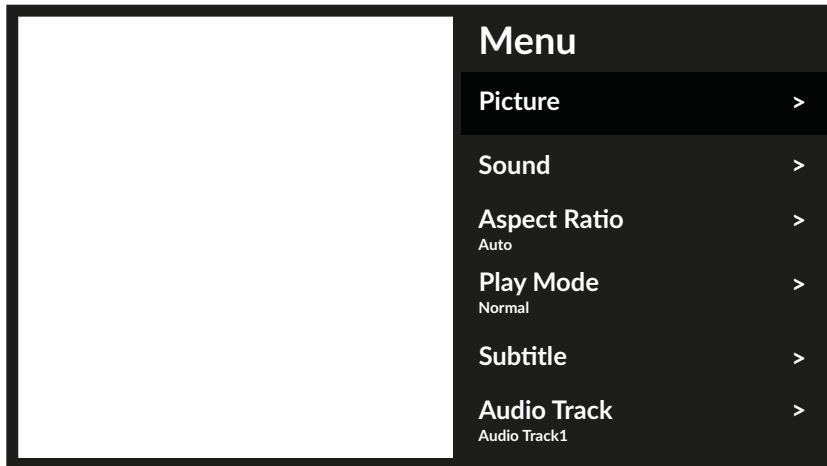 Menu
Picture >
Sound >
Aspect Ratio >
Auto
Play Mode >
Normal
Subtitle >
Audio Track >
Audio Track1